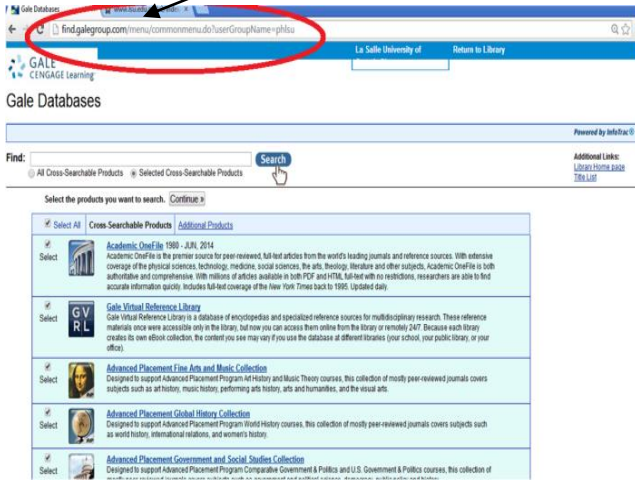 Gale Databases
find.galegroup.com/menu/commonmenu.do?userGroupName=phlsu
La Salle University of
Return to Library
GALE
CENGAGE Learning
Gale Databases
Powered by InfoTrac®
Find:
Search
All Cross-Searchable Products Selected Cross-Searchable Products
Additional Links:
Library Home page
Title List
Select the products you want to search. Continue »
Select All Cross-Searchable Products Additional Products
Select
Academic OneFile 1980 - JUN, 2014
Academic OneFile is the premier source for peer-reviewed, full-text articles from the world's leading journals and reference sources. With extensive
coverage of the physical sciences, technology, medicine, social sciences, the arts, theology, literature and other subjects, Academic OneFile is both
authoritative and comprehensive. With millions of articles available in both PDF and HTML full-text with no restrictions, researchers are able to find
accurate information quickly. Includes full-text coverage of the New York Times back to 1995. Updated daily.
Select
GV
RL
Gale Virtual Reference Library
Gale Virtual Reference Library is a database of encyclopedias and specialized reference sources for multidisciplinary research. These reference
materials once were accessible only in the library, but now you can access them online from the library or remotely 24/7. Because each library
creates its own eBook collection, the content you see may vary if you use the database at different libraries (your school, your public library, or your
office).
Select
Advanced Placement Fine Arts and Music Collection
Designed to support Advanced Placement Program Art History and Music Theory courses, this collection of mostly peer-reviewed journals covers
subjects such as art history, music history, performing arts history, arts and humanities, and the visual arts.
Select
Advanced Placement Global History Collection
Designed to support Advanced Placement Program World History courses, this collection of mostly peer-reviewed journals covers subjects such
as world history, international relations, and women's history.
Select
Advanced Placement Government and Social Studies Collection
Designed to support Advanced Placement Program Comparative Government & Politics and U.S. Government & Politics courses, this collection of